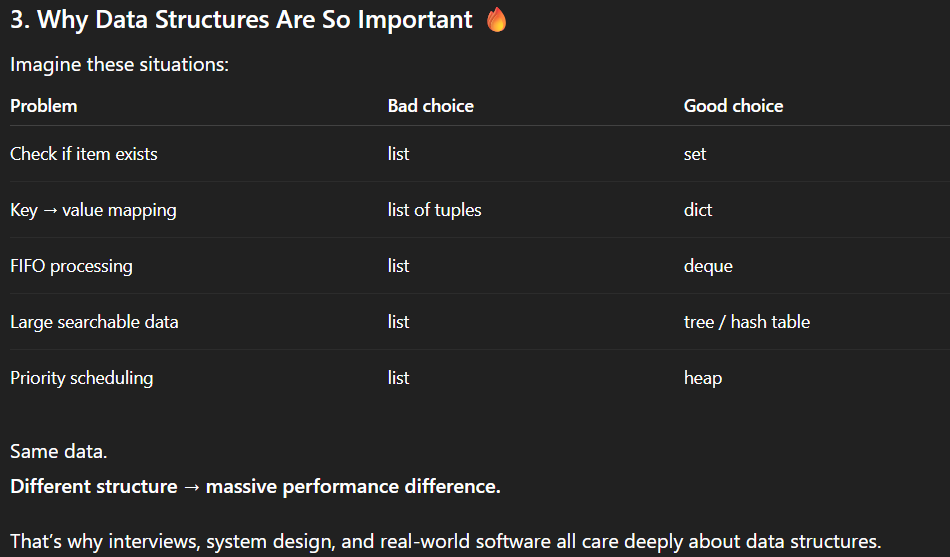 3. Why Data Structures Are So Important 🔥
Imagine these situations:
Problem Bad choice Good choice
Check if item exists list set
Key → value mapping list of tuples dict
FIFO processing list deque
Large searchable data list tree / hash table
Priority scheduling list heap
Same data.
Different structure → massive performance difference.
That’s why interviews, system design, and real-world software all care deeply about data structures.